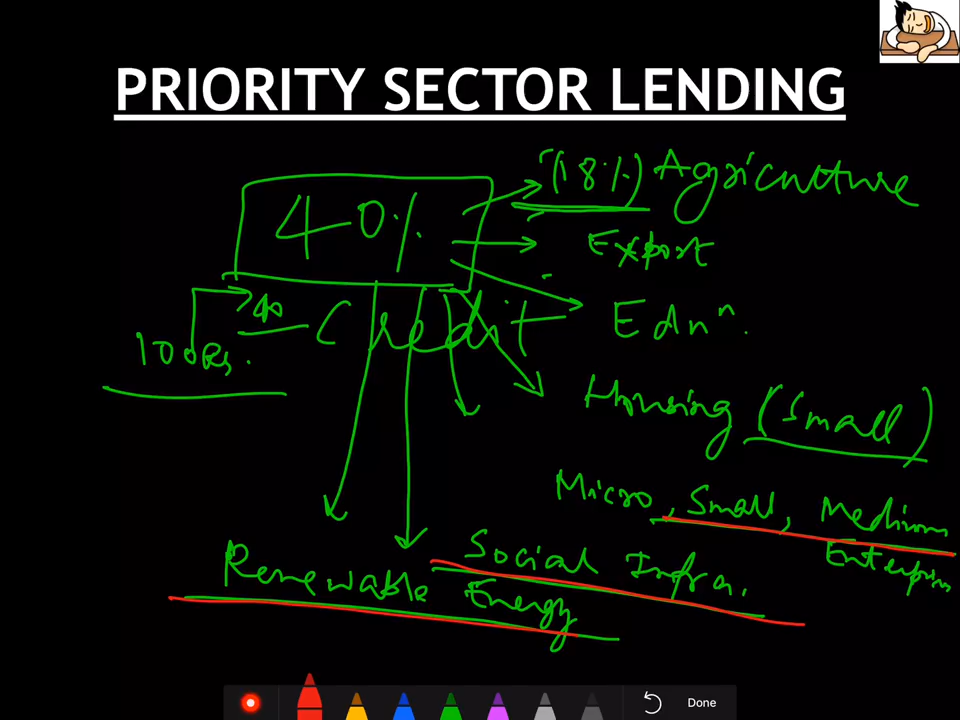 PRIORITY SECTOR LENDING
40%
(18%) Agriculture
Export
Edn n.
40 Credit
100Rs.
Housing (Small)
Micro, Small, Medium
Enterprise
Social Infra.
Renewable Energy
Done